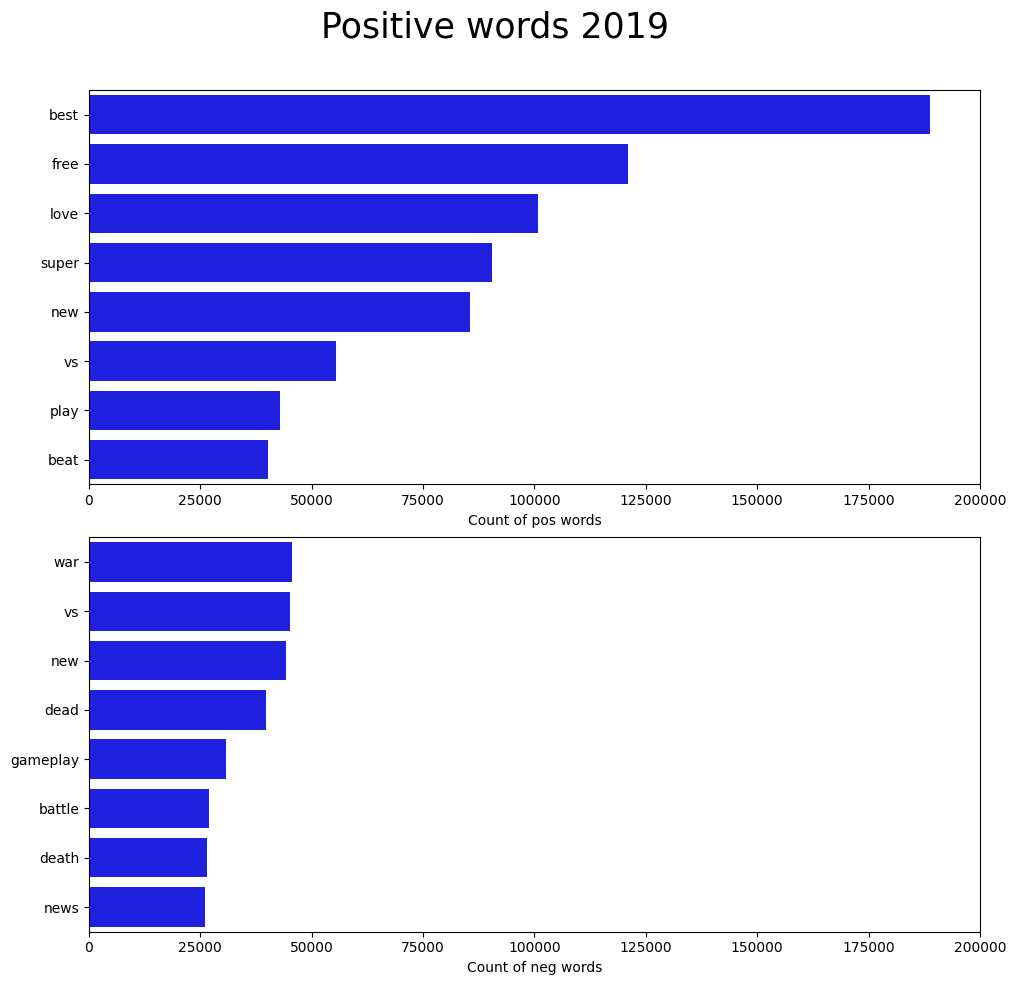 Positive words 2019
best
free
love
super
new
vs
play
beat
0 25000 50000 75000 100000 125000 150000 175000 200000
Count of pos words
war
vs
new
dead
gameplay
battle
death
news
0 25000 50000 75000 100000 125000 150000 175000 200000
Count of neg words